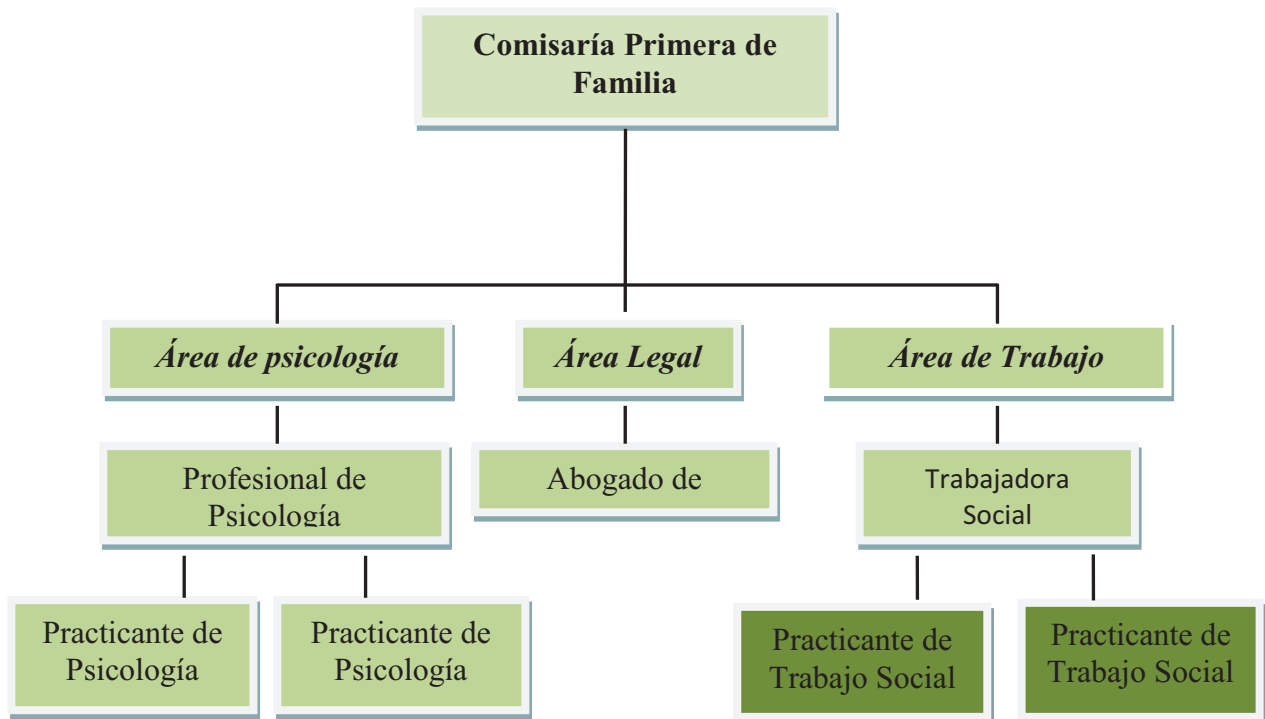 Comisaría Primera de
Familia
Área de psicología
Área Legal
Área de Trabajo
Profesional de
Psicología
Abogado de
Trabajadora
Social
Practicante de
Psicología
Practicante de
Psicología
Practicante de
Trabajo Social
Practicante de
Trabajo Social